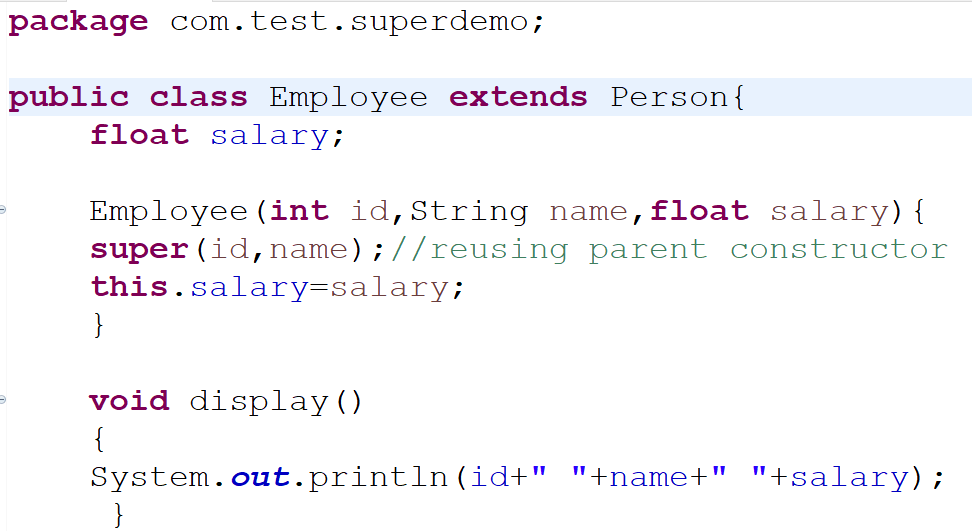 package com.test.superdemo;
public class Employee extends Person{
float salary;
Employee(int id,String name,float salary){
super(id,name);//reusing parent constructor
this.salary=salary;
}
void display()
{
System.out.println(id+" "+name+" "+salary);
}